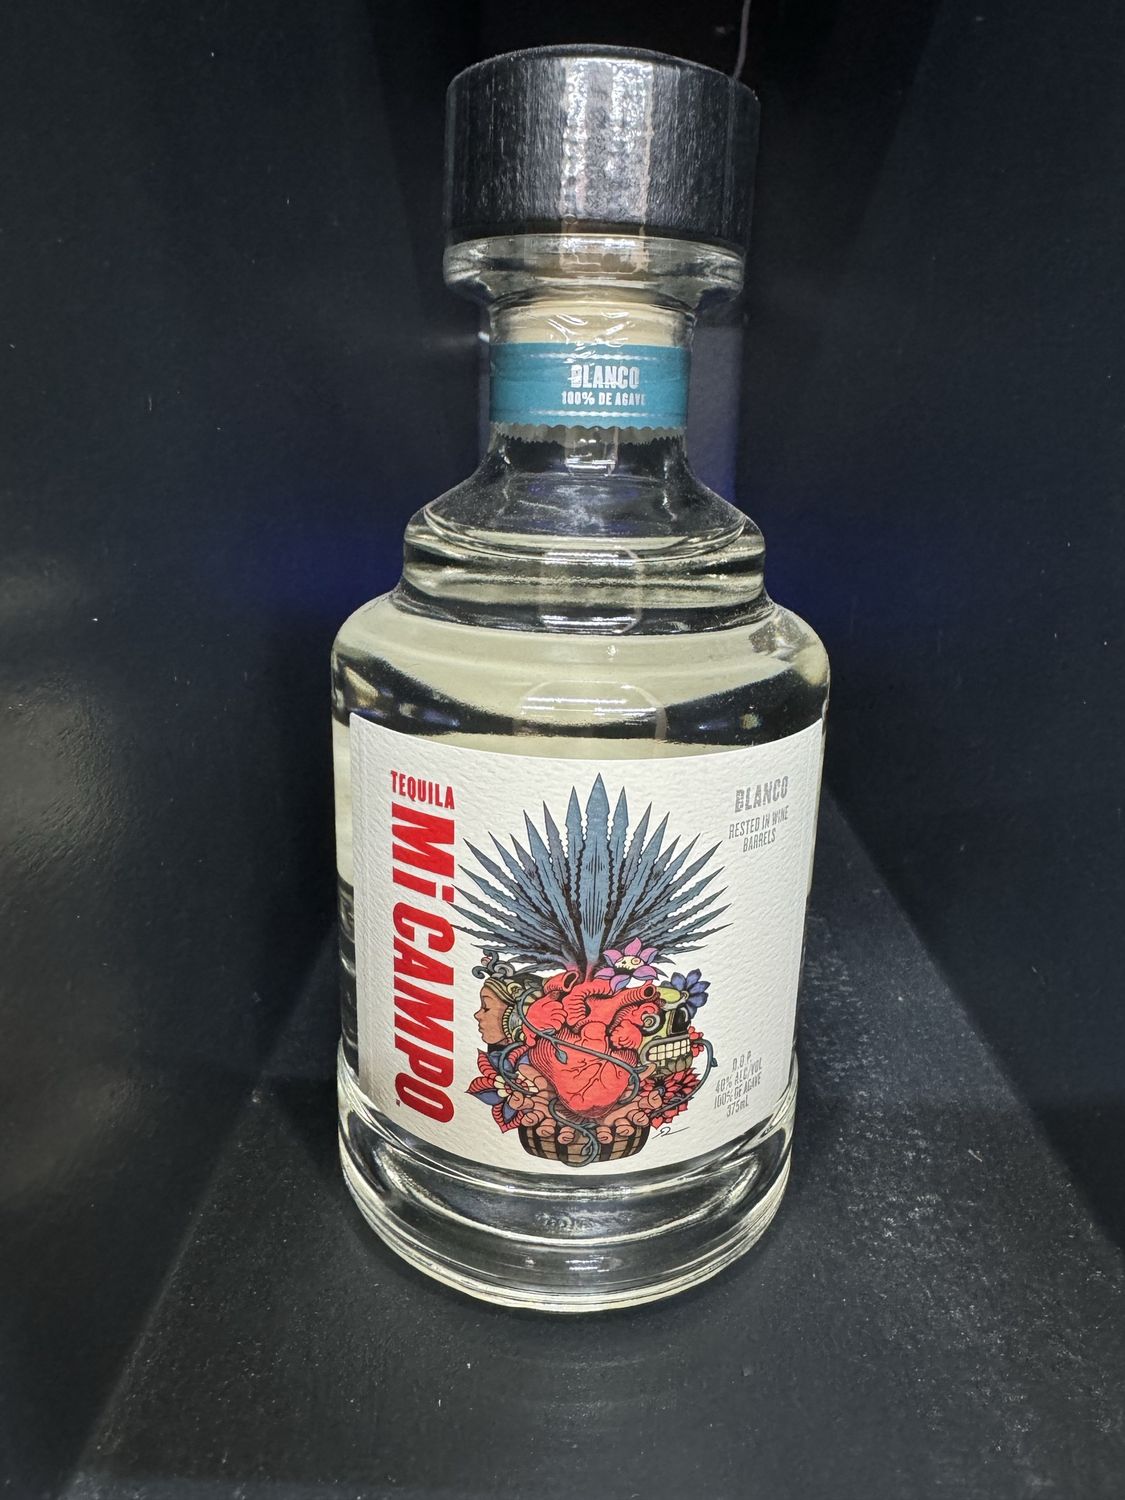 BLANCO
100% DE AGAVE
TEQUILA
Mi CAMPO.
BLANCO
RESTED IN WINE
BARRELS
D.O.P.
40% ALC/VOL
100% DE AGAVE
375mL